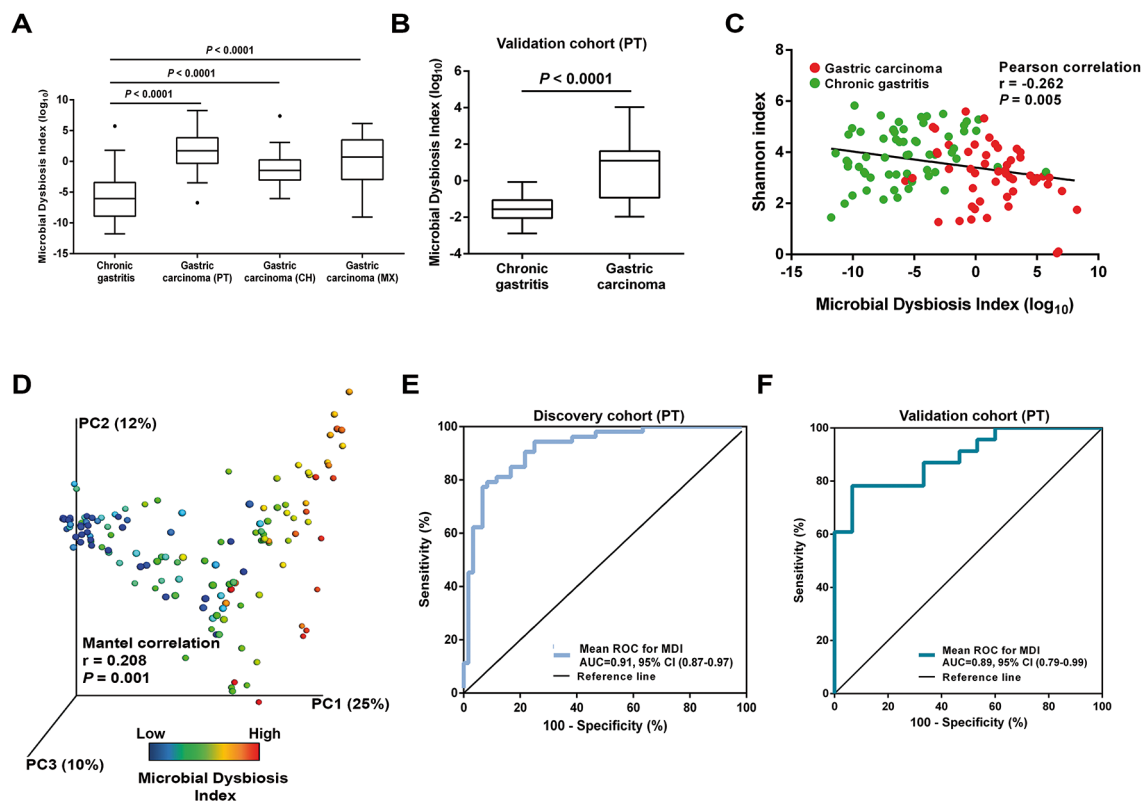 A
P < 0.0001
P < 0.0001
P < 0.0001
Microbial Dysbiosis Index (log10)
10
5
0
-5
-10
-15
Chronic gastritis
Gastric carcinoma (PT)
Gastric carcinoma (CH)
Gastric carcinoma (MX)
B
Validation cohort (PT)
P < 0.0001
Microbial Dysbiosis Index (log10)
6
4
2
0
-2
-4
Chronic gastritis
Gastric carcinoma
C
Gastric carcinoma
Chronic gastritis
Pearson correlation
r = -0.262
P = 0.005
Shannon index
8
6
4
2
0
-15
-10
-5
0
5
10
Microbial Dysbiosis Index (log10)
D
PC2 (12%)
Mantel correlation
r = 0.208
P = 0.001
PC1 (25%)
PC3 (10%)
Low
High
Microbial Dysbiosis
Index
E
Discovery cohort (PT)
Sensitivity (%)
100
80
60
40
20
0
Mean ROC for MDI
AUC=0.91, 95% CI (0.87-0.97)
Reference line
0
20
40
60
80
100
100 - Specificity (%)
F
Validation cohort (PT)
Sensitivity (%)
100
80
60
40
20
0
Mean ROC for MDI
AUC=0.89, 95% CI (0.79-0.99)
Reference line
0
20
40
60
80
100
100 - Specificity (%)